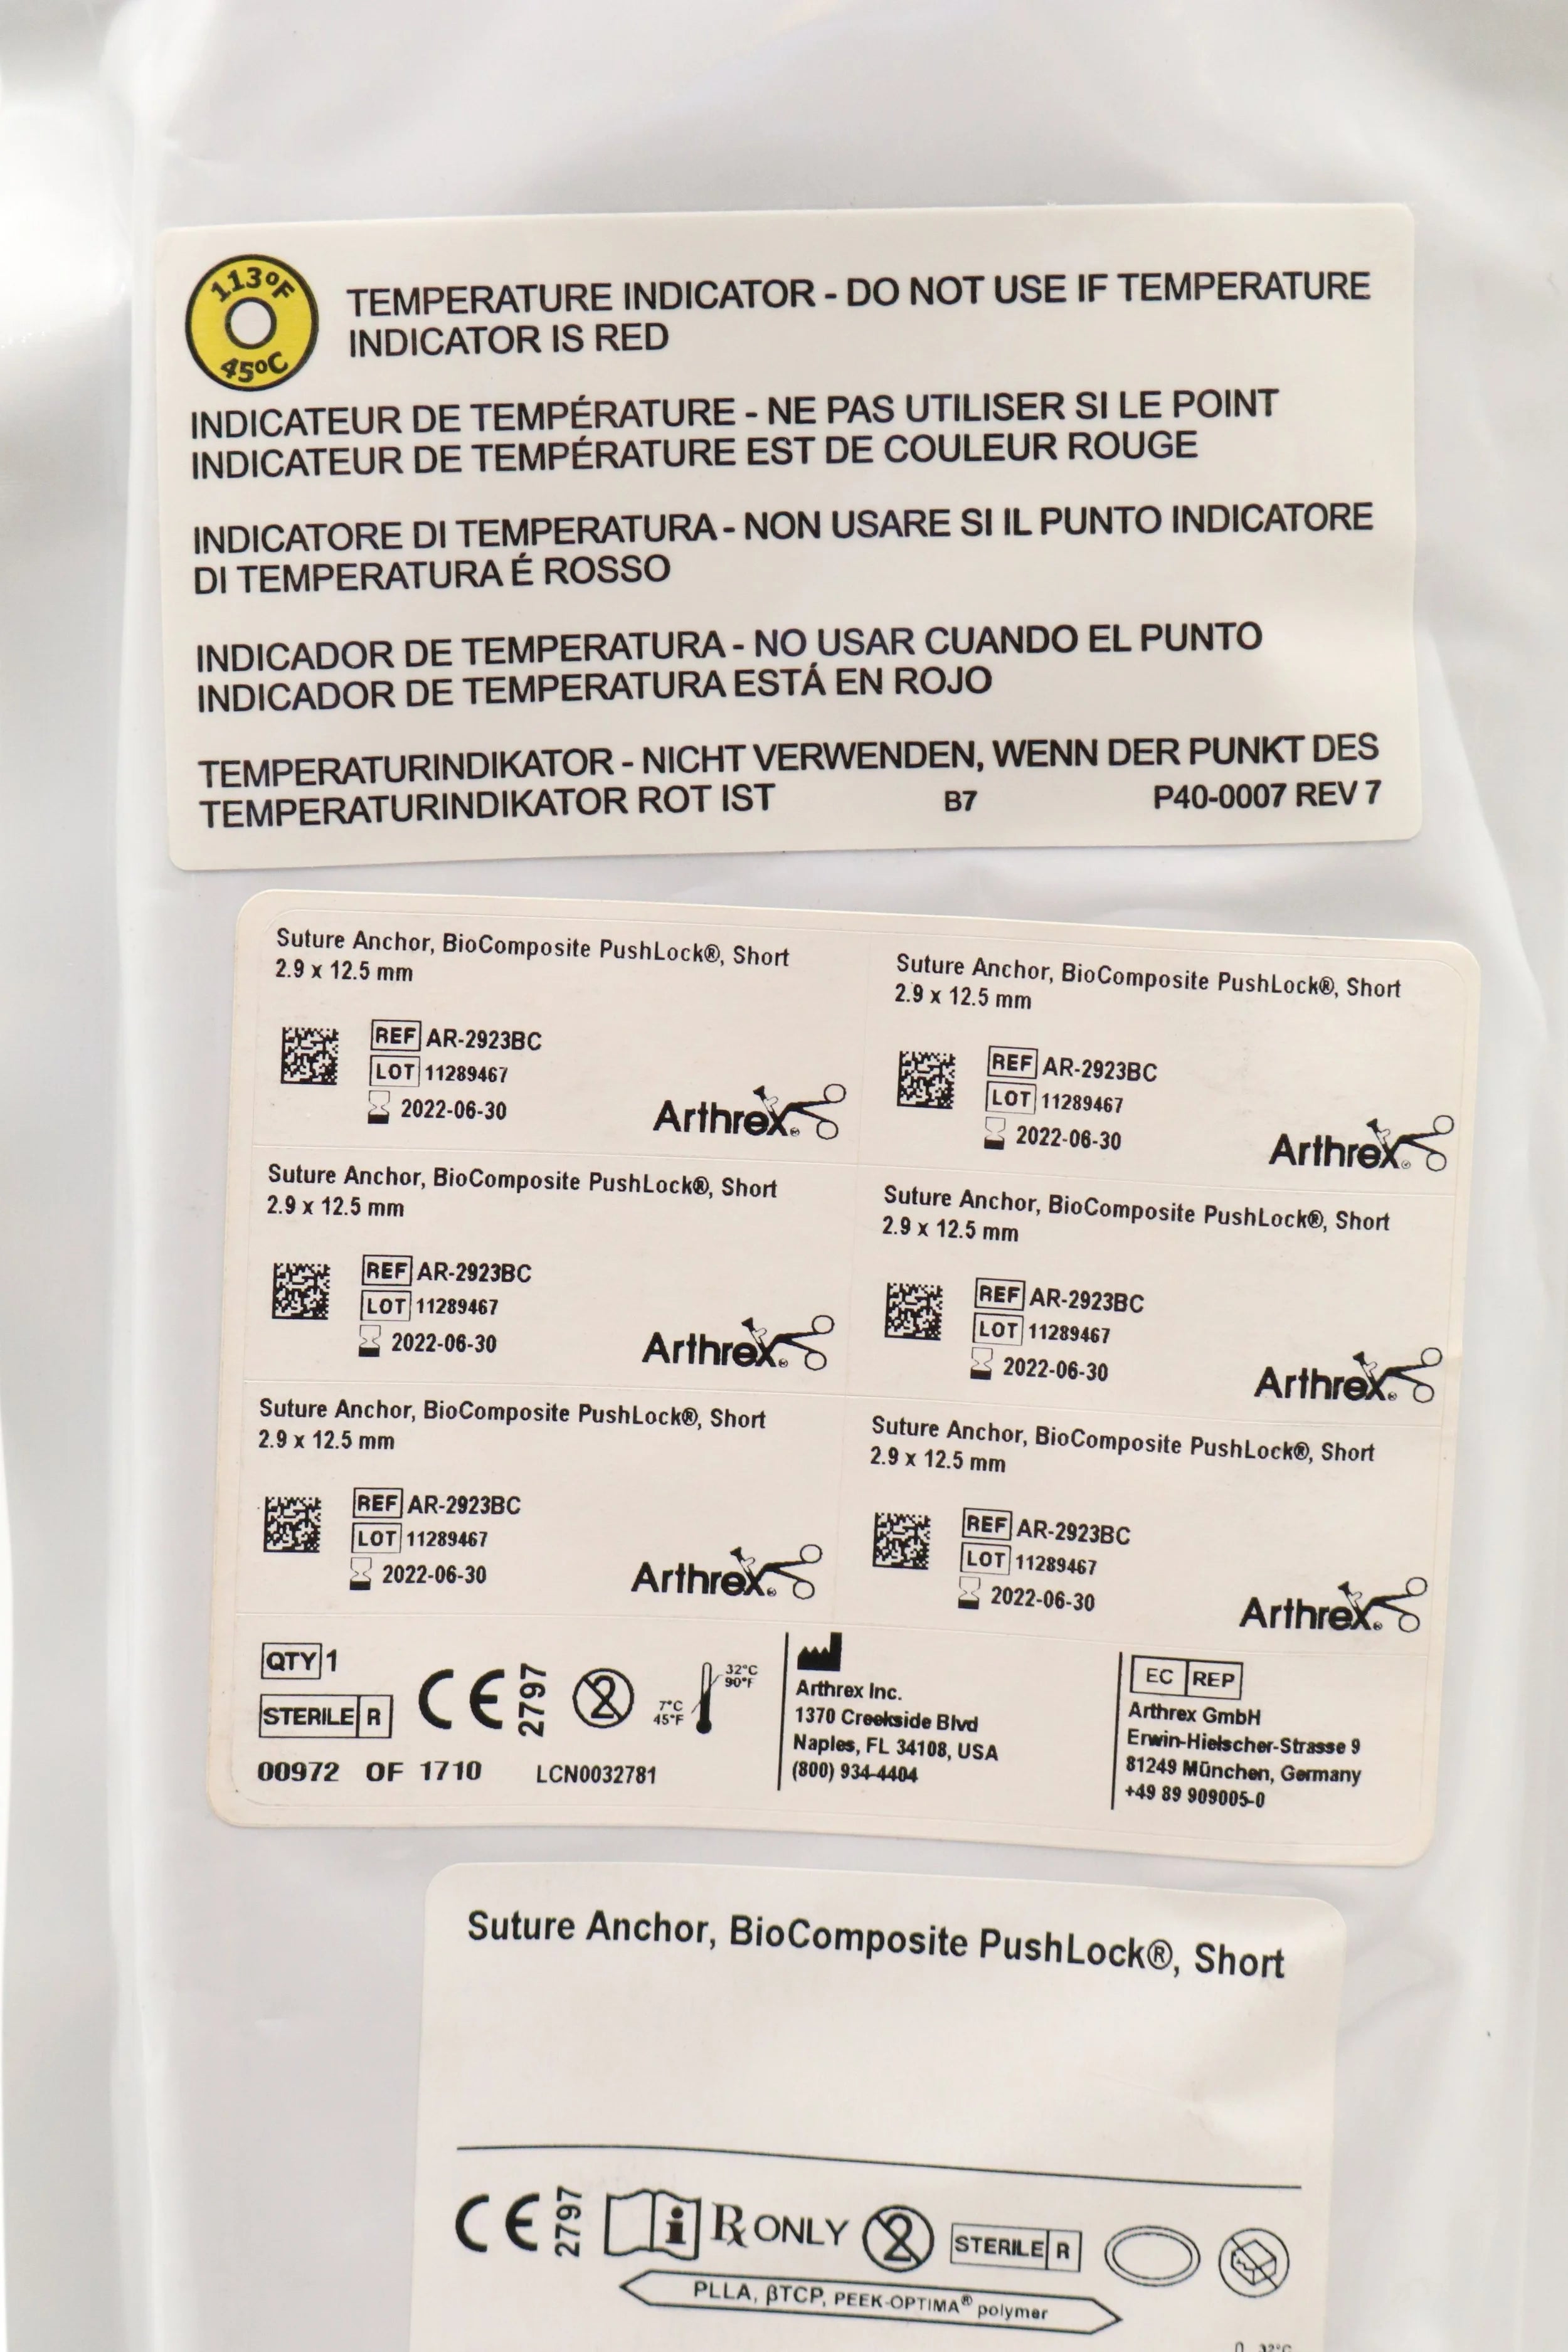 113ºF
45ºC
TEMPERATURE INDICATOR - DO NOT USE IF TEMPERATURE
INDICATOR IS RED
INDICATEUR DE TEMPÉRATURE - NE PAS UTILISER SI LE POINT
INDICATEUR DE TEMPÉRATURE EST DE COULEUR ROUGE
INDICATORE DI TEMPERATURA - NON USARE SI IL PUNTO INDICATORE
DI TEMPERATURA É ROSSO
INDICADOR DE TEMPERATURA - NO USAR CUANDO EL PUNTO
INDICADOR DE TEMPERATURA ESTÁ EN ROJO
TEMPERATURINDIKATOR - NICHT VERWENDEN, WENN DER PUNKT DES
TEMPERATURINDIKATOR ROT IST B7 P40-0007 REV 7
Suture Anchor, BioComposite PushLock®, Short
2.9 x 12.5 mm
REF AR-2923BC
LOT 11289467
2022-06-30
Arthrex®
Suture Anchor, BioComposite PushLock®, Short
2.9 x 12.5 mm
REF AR-2923BC
LOT 11289467
2022-06-30
Arthrex®
Suture Anchor, BioComposite PushLock®, Short
2.9 x 12.5 mm
REF AR-2923BC
LOT 11289467
2022-06-30
Arthrex®
Suture Anchor, BioComposite PushLock®, Short
2.9 x 12.5 mm
REF AR-2923BC
LOT 11289467
2022-06-30
Arthrex®
Suture Anchor, BioComposite PushLock®, Short
2.9 x 12.5 mm
REF AR-2923BC
LOT 11289467
2022-06-30
Arthrex®
Suture Anchor, BioComposite PushLock®, Short
2.9 x 12.5 mm
REF AR-2923BC
LOT 11289467
2022-06-30
Arthrex®
QTY 1
STERILE R
CE 2797
2
7°C
45°F
32°C
90°F
00972 OF 1710 LCN0032781
Arthrex Inc.
1370 Creekside Blvd
Naples, FL 34108, USA
(800) 934-4404
EC REP
Arthrex GmbH
Erwin-Hielscher-Strasse 9
81249 München, Germany
+49 89 909005-0
Suture Anchor, BioComposite PushLock®, Short
CE 2797 i Rx ONLY 2 STERILE R
PLLA, βTCP, PEEK-OPTIMA® polymer